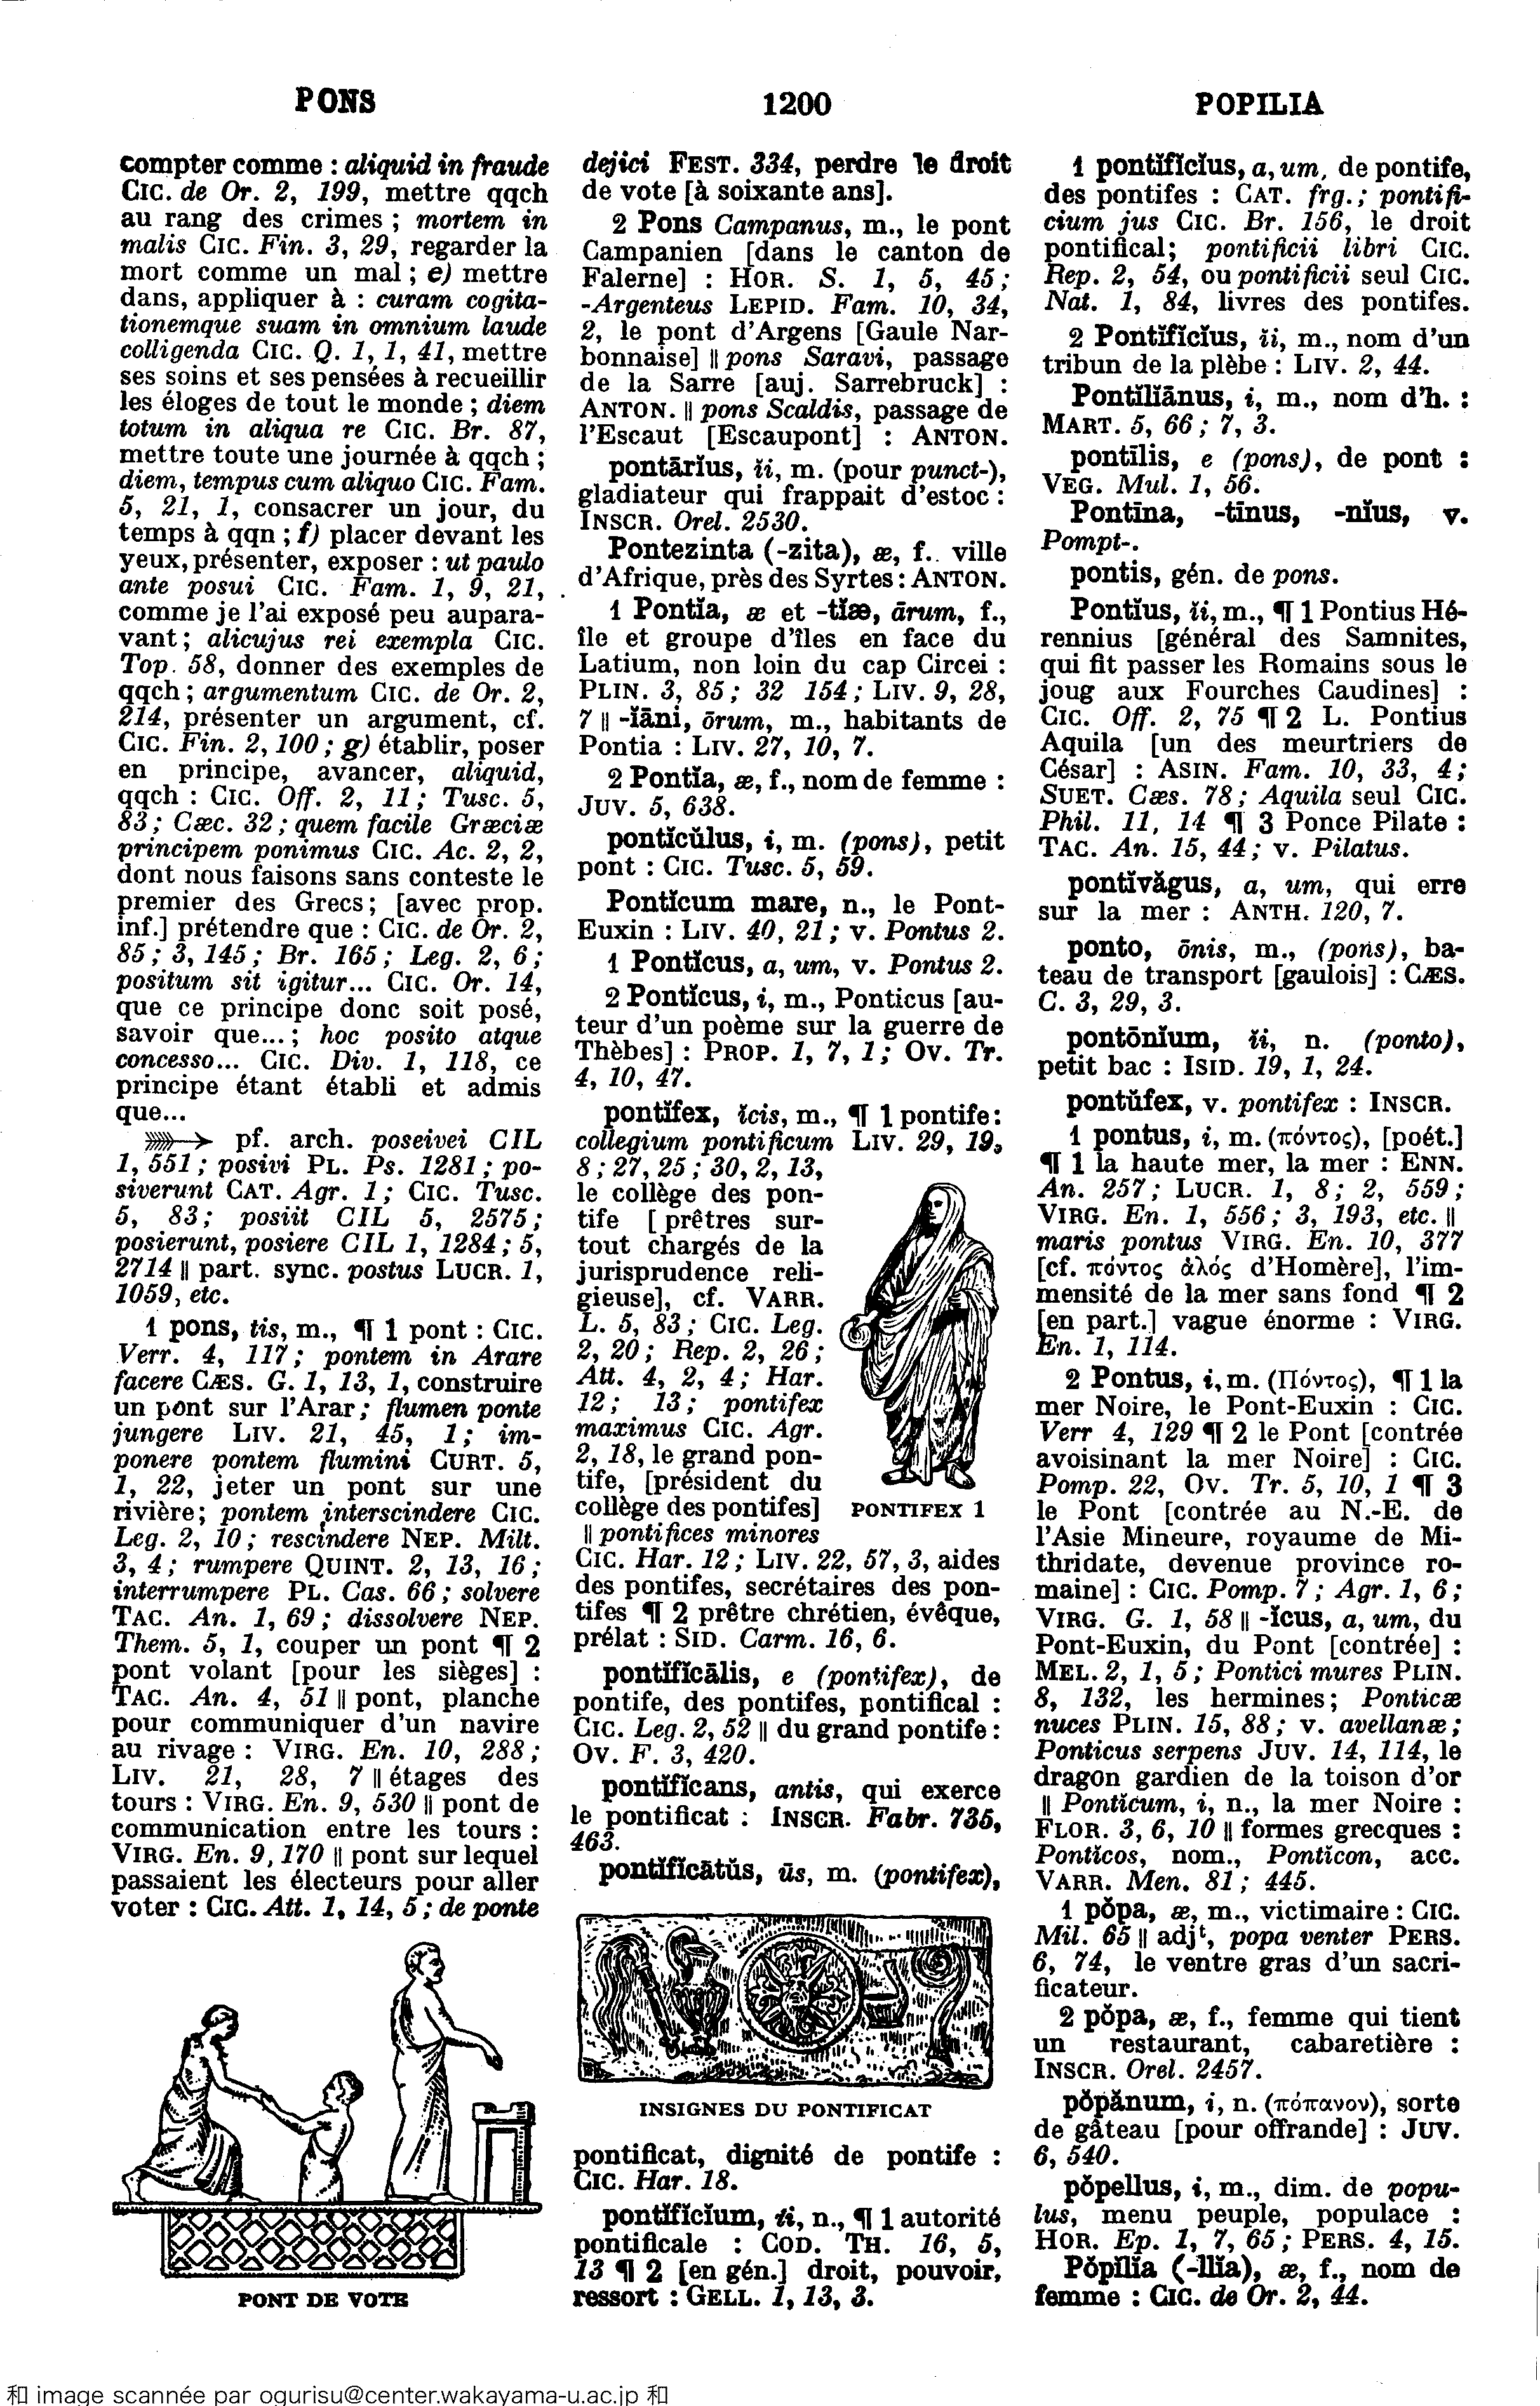 PONS
1200
POPILIA
compter comme : aliquid in fraude
CIC. de Or. 2, 199, mettre qqch
au rang des crimes ; mortem in
malis CIC. Fin. 3, 29, regarder la
mort comme un mal ; e) mettre
dans, appliquer à : curam cogita-
tionemque suam in omnium laude
colligenda CIC. Q. 1, 1, 41, mettre
ses soins et ses pensées à recueillir
les éloges de tout le monde ; diem
totum in aliqua re CIC. Br. 87,
mettre toute une journée à qqch ;
diem, tempus cum aliquo CIC. Fam.
5, 21, 1, consacrer un jour, du
temps à qqn ; f) placer devant les
yeux, présenter, exposer : ut paulo
ante posui CIC. Fam. 1, 9, 21,
comme je l'ai exposé peu aupara-
vant ; alicujus rei exempla CIC.
Top. 58, donner des exemples de
qqch ; argumentum CIC. de Or. 2,
214, présenter un argument, cf.
CIC. Fin. 2, 100 ; g) établir, poser
en principe, avancer, aliquid,
qqch : CIC. Off. 2, 11 ; Tusc. 5,
83 ; Cæc. 32 ; quem facile Græciæ
principem ponimus CIC. Ac. 2, 2,
dont nous faisons sans conteste le
premier des Grecs ; [avec prop.
inf.] prétendre que : CIC. de Or. 2,
85 ; 3, 145 ; Br. 165 ; Leg. 2, 6 ;
positum sit igitur... CIC. Or. 14,
que ce principe donc soit posé,
savoir que... ; hoc posito atque
concesso... CIC. Div. 1, 118, ce
principe étant établi et admis
que...
pf. arch. poseivei CIL
1, 551 ; posivi PL. Ps. 1281 ; po-
siverunt CAT. Agr. 1 ; CIC. Tusc.
5, 83 ; posiit CIL 5, 2575 ;
posierunt, posiere CIL 1, 1284 ; 5,
2714 || part. sync. postus LUCR. 1,
1059, etc.
1 pons, tis, m., ¶ 1 pont : CIC.
Verr. 4, 117 ; pontem in Arare
facere CÆS. G. 1, 13, 1, construire
un pont sur l'Arar ; flumen ponte
jungere LIV. 21, 45, 1 ; im-
ponere pontem flumini CURT. 5,
1, 22, jeter un pont sur une
rivière ; pontem interscindere CIC.
Leg. 2, 10 ; rescindere NEP. Milt.
3, 4 ; rumpere QUINT. 2, 13, 16 ;
interrumpere PL. Cas. 66 ; solvere
TAC. An. 1, 69 ; dissolvere NEP.
Them. 5, 1, couper un pont ¶ 2
pont volant [pour les sièges] :
TAC. An. 4, 51 || pont, planche
pour communiquer d'un navire
au rivage : VIRG. En. 10, 288 ;
LIV. 21, 28, 7 || étages des
tours : VIRG. En. 9, 530 || pont de
communication entre les tours :
VIRG. En. 9, 170 || pont sur lequel
passaient les électeurs pour aller
voter : CIC. Att. 1, 14, 5 ; de ponte
PONT DE VOTE
dejici FEST. 334, perdre le droit
de vote [à soixante ans].
2 Pons Campanus, m., le pont
Campanien [dans le canton de
Falerne] : HOR. S. 1, 5, 45 ;
-Argenteus LEPID. Fam. 10, 34,
2, le pont d'Argens [Gaule Nar-
bonnaise] || pons Saravi, passage
de la Sarre [auj. Sarrebruck] :
ANTON. || pons Scaldis, passage de
l'Escaut [Escaupont] : ANTON.
pontārĭus, ĭi, m. (pour punct-),
gladiateur qui frappait d'estoc :
INSCR. Orel. 2530.
Pontezinta (-zita), æ, f. ville
d'Afrique, près des Syrtes : ANTON.
1 Pontĭa, æ et -tĭæ, ārum, f.,
île et groupe d'îles en face du
Latium, non loin du cap Circei :
PLIN. 3, 85 ; 32 154 ; LIV. 9, 28,
7 || -ĭāni, ōrum, m., habitants de
Pontia : LIV. 27, 10, 7.
2 Pontĭa, æ, f., nom de femme :
JUV. 5, 638.
pontĭcŭlus, i, m. (pons), petit
pont : CIC. Tusc. 5, 59.
Pontĭcum mare, n., le Pont-
Euxin : LIV. 40, 21 ; v. Pontus 2.
1 Pontĭcus, a, um, v. Pontus 2.
2 Pontĭcus, i, m., Ponticus [au-
teur d'un poème sur la guerre de
Thèbes] : PROP. 1, 7, 1 ; OV. Tr.
4, 10, 47.
pontĭfex, ĭcis, m., ¶ 1 pontife :
collegium pontificum LIV. 29, 19,
8 ; 27, 25 ; 30, 2, 13,
le collège des pon-
tife [prêtres sur-
tout chargés de la
jurisprudence reli-
gieuse], cf. VARR.
L. 5, 83 ; CIC. Leg.
2, 20 ; Rep. 2, 26 ;
Att. 4, 2, 4 ; Har.
12 ; 13 ; pontifex
maximus CIC. Agr.
2, 18, le grand pon-
tife, [président du
collège des pontifes]
PONTIFEX 1
|| pontifices minores
CIC. Har. 12 ; LIV. 22, 57, 3, aides
des pontifes, secrétaires des pon-
tifes ¶ 2 prêtre chrétien, évêque,
prélat : SID. Carm. 16, 6.
pontĭfĭcālis, e (pontifex), de
pontife, des pontifes, pontifical :
CIC. Leg. 2, 52 || du grand pontife :
OV. F. 3, 420.
pontĭfĭcans, antis, qui exerce
le pontificat : INSCR. Fabr. 735,
463.
pontĭfĭcātŭs, ūs, m. (pontifex),
INSIGNES DU PONTIFICAT
pontificat, dignité de pontife :
CIC. Har. 18.
pontĭfĭcĭum, ĭi, n., ¶ 1 autorité
pontificale : COD. TH. 16, 5,
13 ¶ 2 [en gén.] droit, pouvoir,
ressort : GELL. 1, 13, 3.
1 pontĭfĭcĭus, a, um, de pontife,
des pontifes : CAT. frg. ; pontifi-
cium jus CIC. Br. 156, le droit
pontifical ; pontificii libri CIC.
Rep. 2, 54, ou pontificii seul CIC.
Nat. 1, 84, livres des pontifes.
2 Pontĭfĭcĭus, ĭi, m., nom d'un
tribun de la plèbe : LIV. 2, 44.
Pontĭlĭānus, i, m., nom d'h. :
MART. 5, 66 ; 7, 3.
pontīlis, e (pons), de pont :
VEG. Mul. 1, 56.
Pontīna, -tīnus, -nĭus, v.
Pompt-.
pontis, gén. de pons.
Pontĭus, ĭi, m., ¶ 1 Pontius Hé-
rennius [général des Samnites,
qui fit passer les Romains sous le
joug aux Fourches Caudines] :
CIC. Off. 2, 75 ¶ 2 L. Pontius
Aquila [un des meurtriers de
César] : ASIN. Fam. 10, 33, 4 ;
SUET. Cæs. 78 ; Aquila seul CIC.
Phil. 11, 14 ¶ 3 Ponce Pilate :
TAC. An. 15, 44 ; v. Pilatus.
pontĭvăgus, a, um, qui erre
sur la mer : ANTH. 120, 7.
ponto, ōnis, m., (pons), ba-
teau de transport [gaulois] : CÆS.
C. 3, 29, 3.
pontōnĭum, ĭi, n. (ponto),
petit bac : ISID. 19, 1, 24.
pontŭfex, v. pontifex : INSCR.
1 pontus, i, m. (πόντος), [poét.]
¶ 1 la haute mer, la mer : ENN.
An. 257 ; LUCR. 1, 8 ; 2, 559 ;
VIRG. En. 1, 556 ; 3, 193, etc. ||
maris pontus VIRG. En. 10, 377
[cf. πόντος ἁλός d'Homère], l'im-
mensité de la mer sans fond ¶ 2
[en part.] vague énorme : VIRG.
En. 1, 114.
2 Pontus, i, m. (Πόντος), ¶ 1 la
mer Noire, le Pont-Euxin : CIC.
Verr 4, 129 ¶ 2 le Pont [contrée
avoisinant la mer Noire] : CIC.
Pomp. 22, OV. Tr. 5, 10, 1 ¶ 3
le Pont [contrée au N.-E. de
l'Asie Mineure, royaume de Mi-
thridate, devenue province ro-
maine] : CIC. Pomp. 7 ; Agr. 1, 6 ;
VIRG. G. 1, 58 || -ĭcus, a, um, du
Pont-Euxin, du Pont [contrée] :
MEL. 2, 1, 5 ; Pontici mures PLIN.
8, 132, les hermines ; Ponticæ
nuces PLIN. 15, 88 ; v. avellanæ ;
Ponticus serpens JUV. 14, 114, le
dragon gardien de la toison d'or
|| Pontĭcum, i, n., la mer Noire :
FLOR. 3, 6, 10 || formes grecques :
Ponticos, nom., Pontĭcon, acc.
VARR. Men. 81 ; 445.
1 pŏpa, æ, m., victimaire : CIC.
Mil. 65 || adjᵗ, popa venter PERS.
6, 74, le ventre gras d'un sacri-
ficateur.
2 pŏpa, æ, f., femme qui tient
un restaurant, cabaretière :
INSCR. Orel. 2457.
pŏpănum, i, n. (πόπανον), sorte
de gâteau [pour offrande] : JUV.
6, 540.
pŏpellus, i, m., dim. de popu-
lus, menu peuple, populace :
HOR. Ep. 1, 7, 65 ; PERS. 4, 15.
Pŏpīlĭa (-llĭa), æ, f., nom de
femme : CIC. de Or. 2, 44.
和 image scannée par ogurisu@center.wakayama-u.ac.jp 和